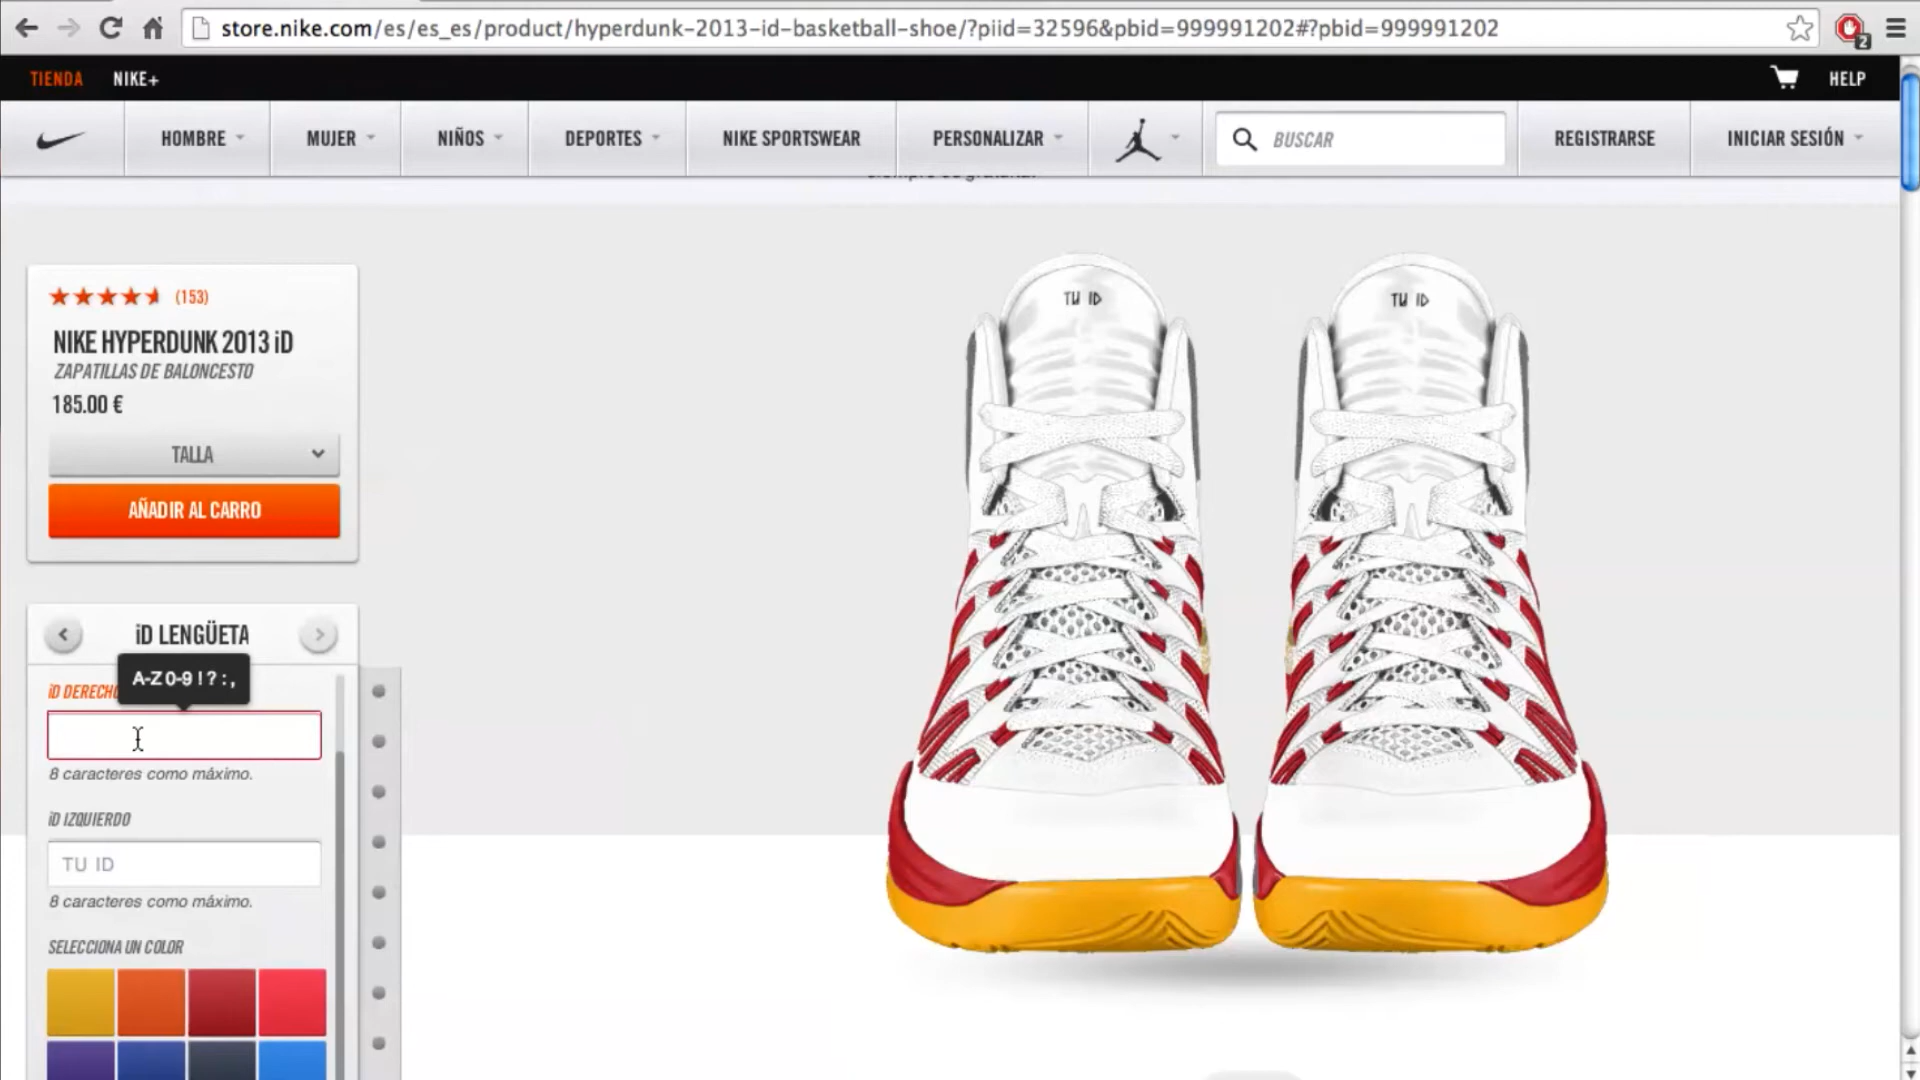 store.nike.com/es/es_es/product/hyperdunk-2013-id-basketball-shoe/?piid=32596&pbid=999991202#?pbid=999991202
2
TIENDA NIKE+ HELP
HOMBRE MUJER NIÑOS DEPORTES NIKE SPORTSWEAR PERSONALIZAR BUSCAR REGISTRARSE INICIAR SESIÓN
(153)
NIKE HYPERDUNK 2013 iD
ZAPATILLAS DE BALONCESTO
185.00 €
TALLA
AÑADIR AL CARRO
TU ID TU ID
iD LENGÜETA
A-Z 0-9 ! ? : ,
iD DERECHO
8 caracteres como máximo.
iD IZQUIERDO
TU ID
8 caracteres como máximo.
SELECCIONA UN COLOR